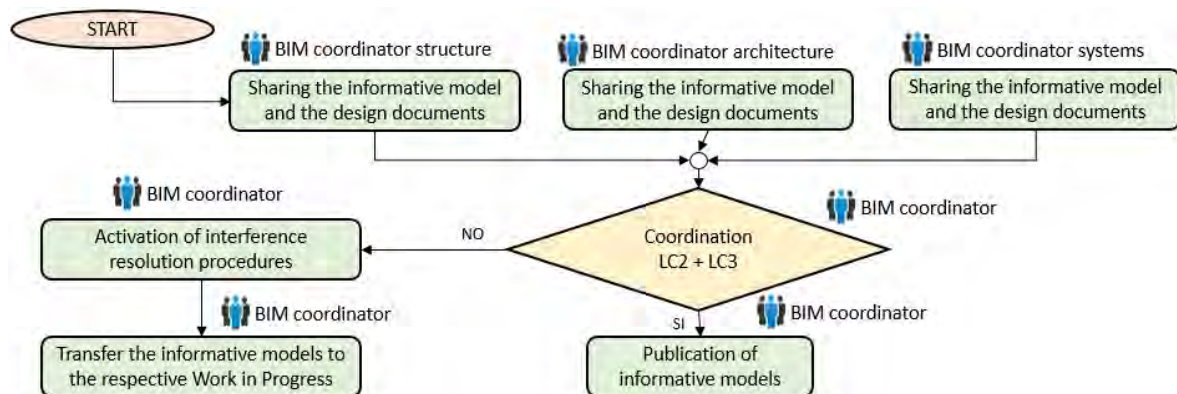 START
BIM coordinator structure
BIM coordinator architecture
BIM coordinator systems
Sharing the informative model
and the design documents
Sharing the informative model
and the design documents
Sharing the informative model
and the design documents
BIM coordinator
BIM coordinator
Activation of interference
resolution procedures
NO
Coordination
LC2 + LC3
BIM coordinator
BIM coordinator
SI
Transfer the informative models to
the respective Work in Progress
Publication of
informative models